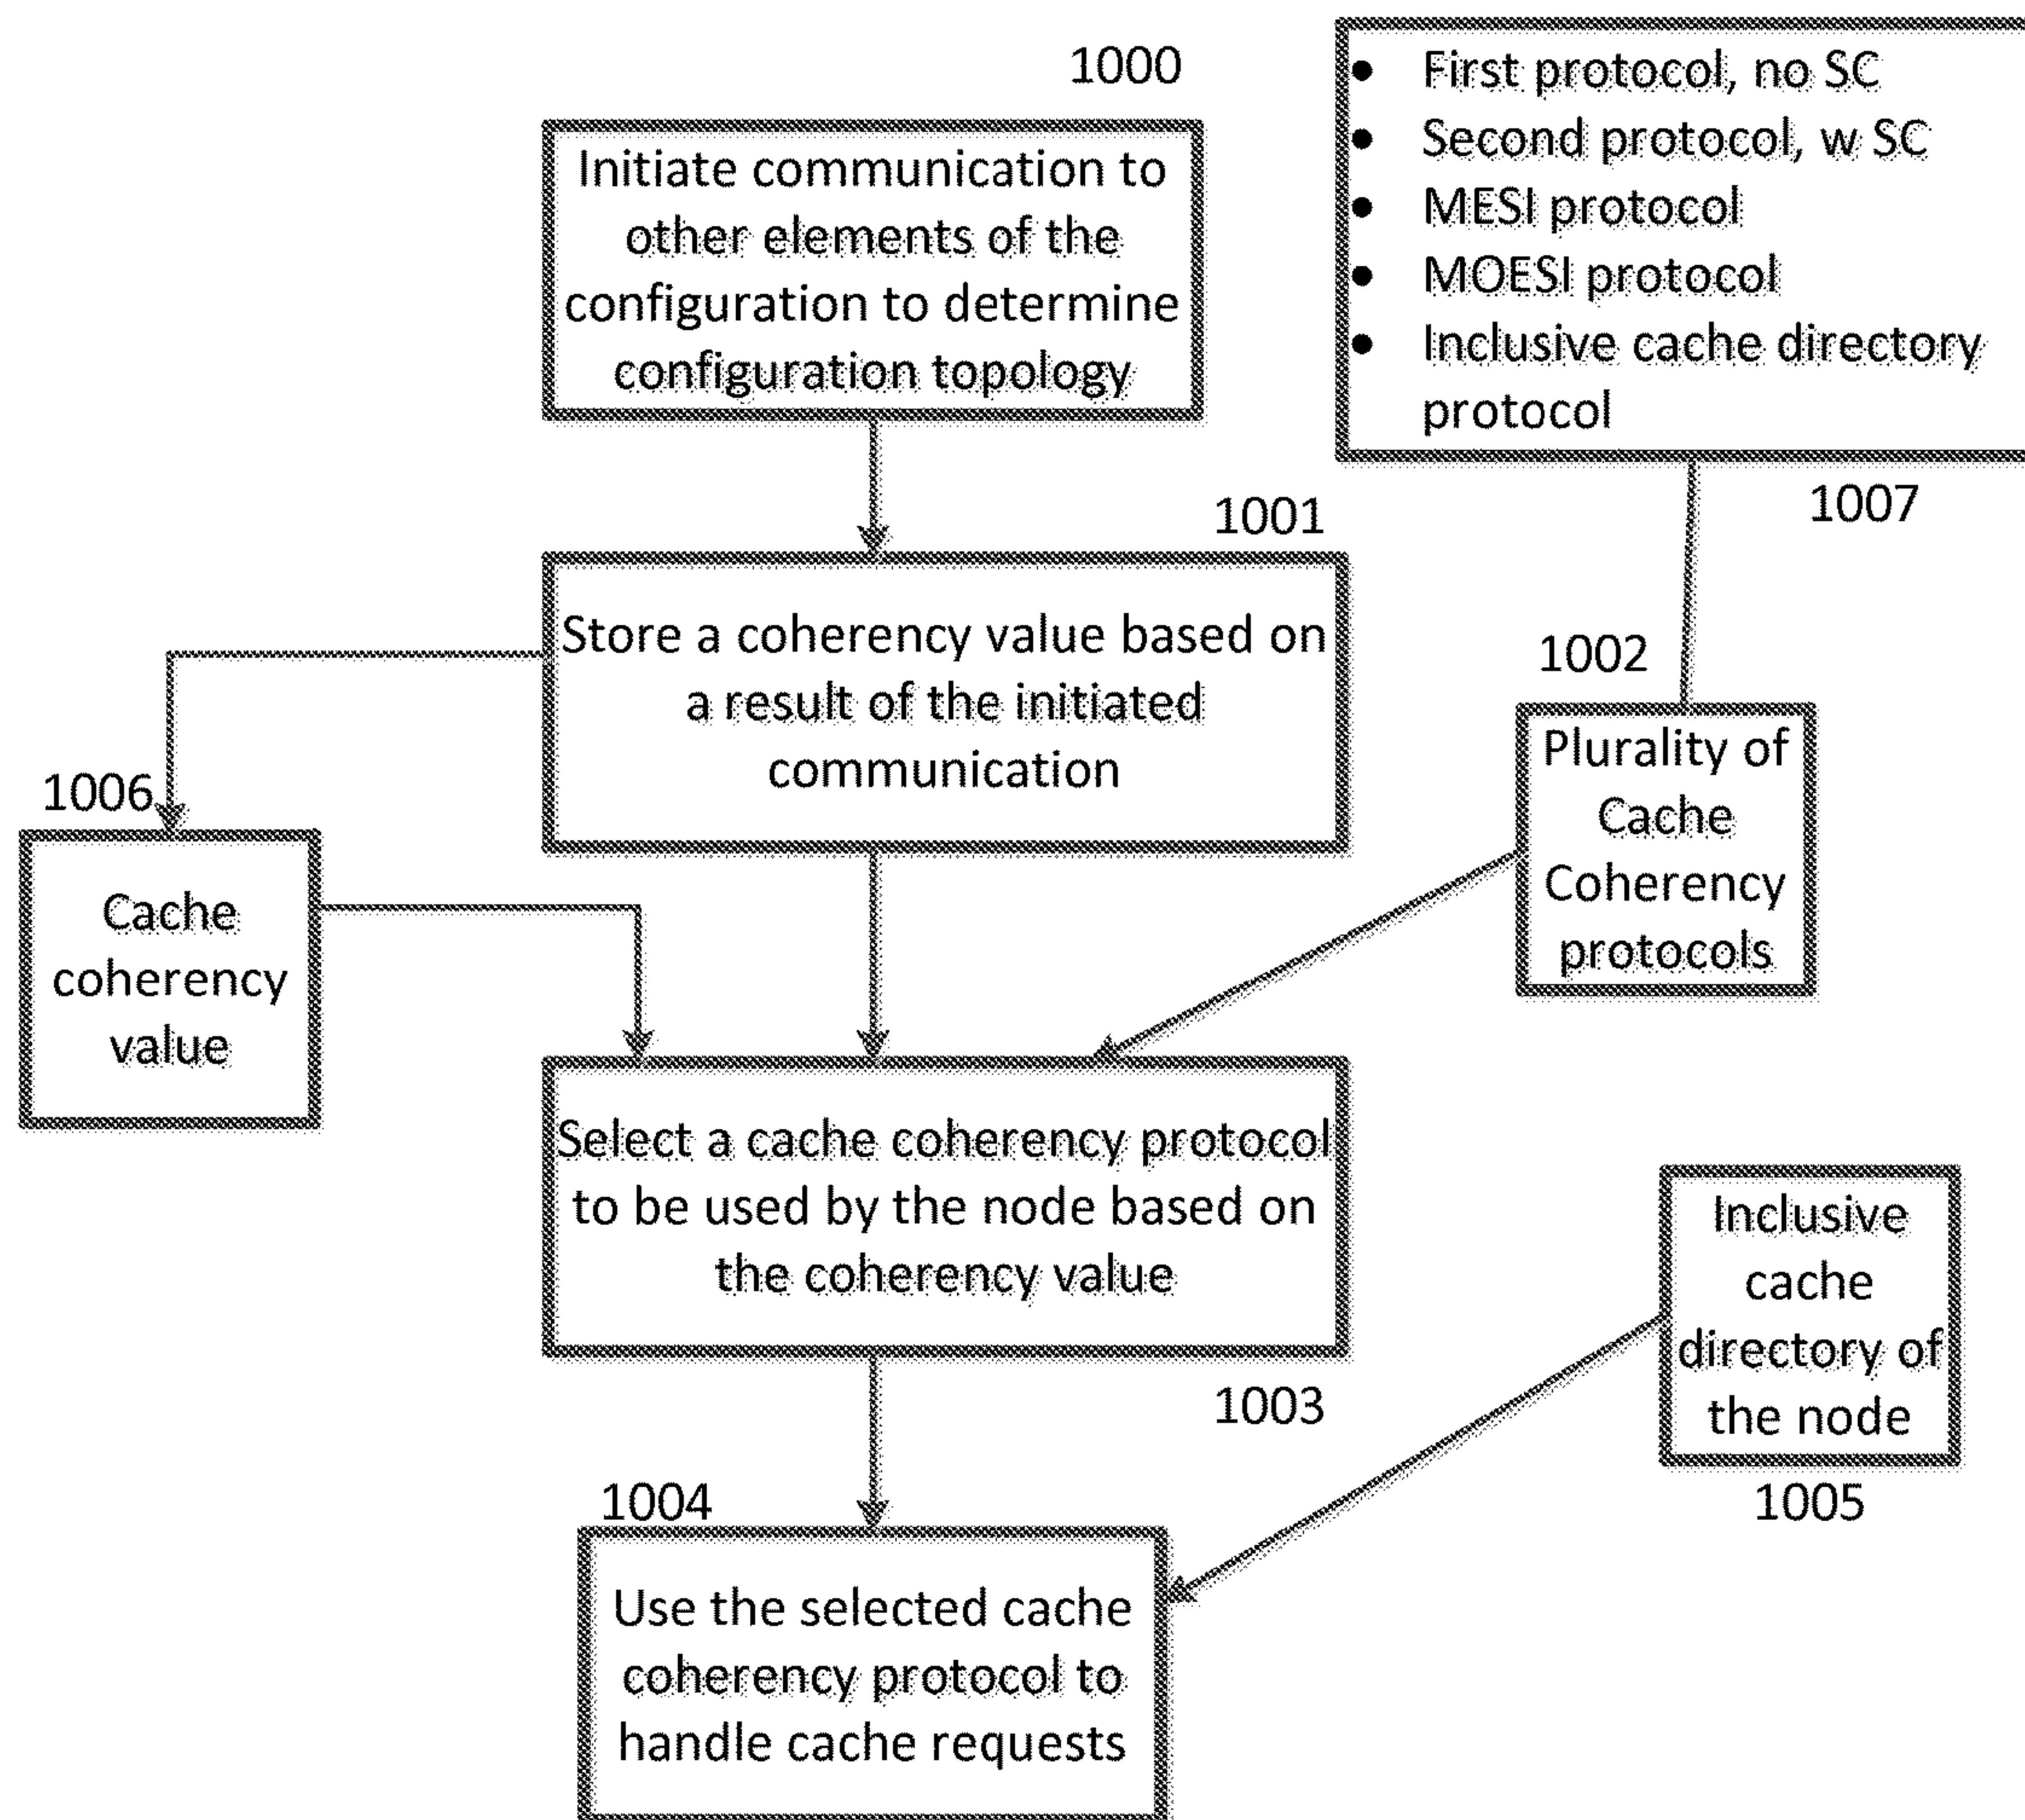 1000
Initiate communication to
other elements of the
configuration to determine
configuration topology
• First protocol, no SC
• Second protocol, w SC
• MESI protocol
• MOESI protocol
• Inclusive cache directory
protocol
1007
1001
Store a coherency value based on
a result of the initiated
communication
1002
Plurality of
Cache
Coherency
protocols
1006
Cache
coherency
value
Select a cache coherency protocol
to be used by the node based on
the coherency value
1003
Inclusive
cache
directory of
the node
1005
1004
Use the selected cache
coherency protocol to
handle cache requests